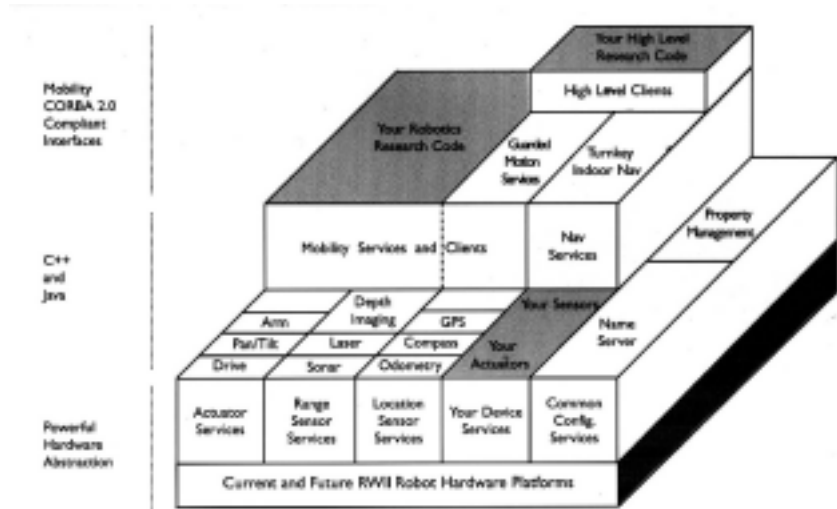 Your High Level
Research Code
High Level Clients
Mobility
CORBA 2.0
Compliant
Interfaces
Your Robotics
Research Code
Guarded
Motion
Services
Turnkey
Indoor Nav
Property
Management
Mobility Services and Clients
Nav
Services
C++
and
Java
Depth
Imaging
Your Sensors
Arm
GPS
Name
Server
Pan/Tilt
Laser
Compass
Your
Actuators
Drive
Sonar
Odometry
Powerful
Hardware
Abstraction
Actuator
Services
Range
Sensor
Services
Location
Sensor
Services
Your Device
Services
Common
Config.
Services
Current and Future RWII Robot Hardware Platforms